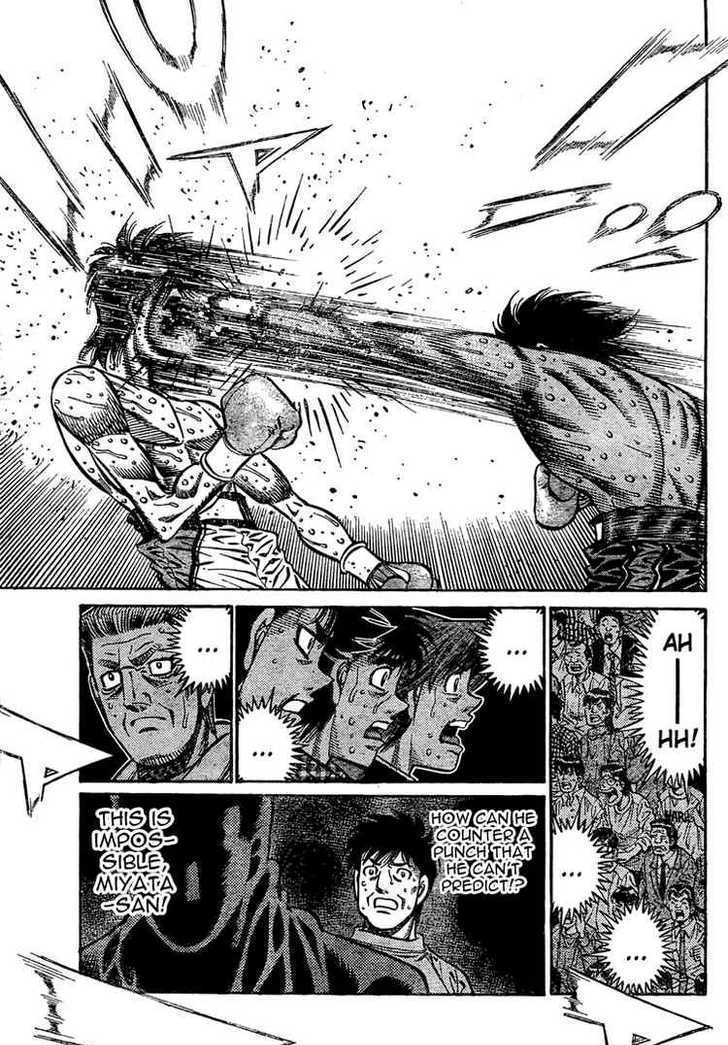 AH
HH!
...
...
...
...
...
HOW CAN HE
COUNTER A
PUNCH THAT
HE CAN'T
PREDICT!?
THIS IS
IMPOS-
SIBLE,
MIYATA
-SAN!